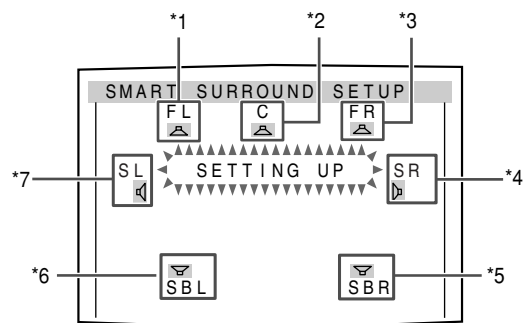 *1 *2 *3
SMART SURROUND SETUP
FL C FR
SETTING UP
*7 SL SR *4
*6 SBL SBR *5